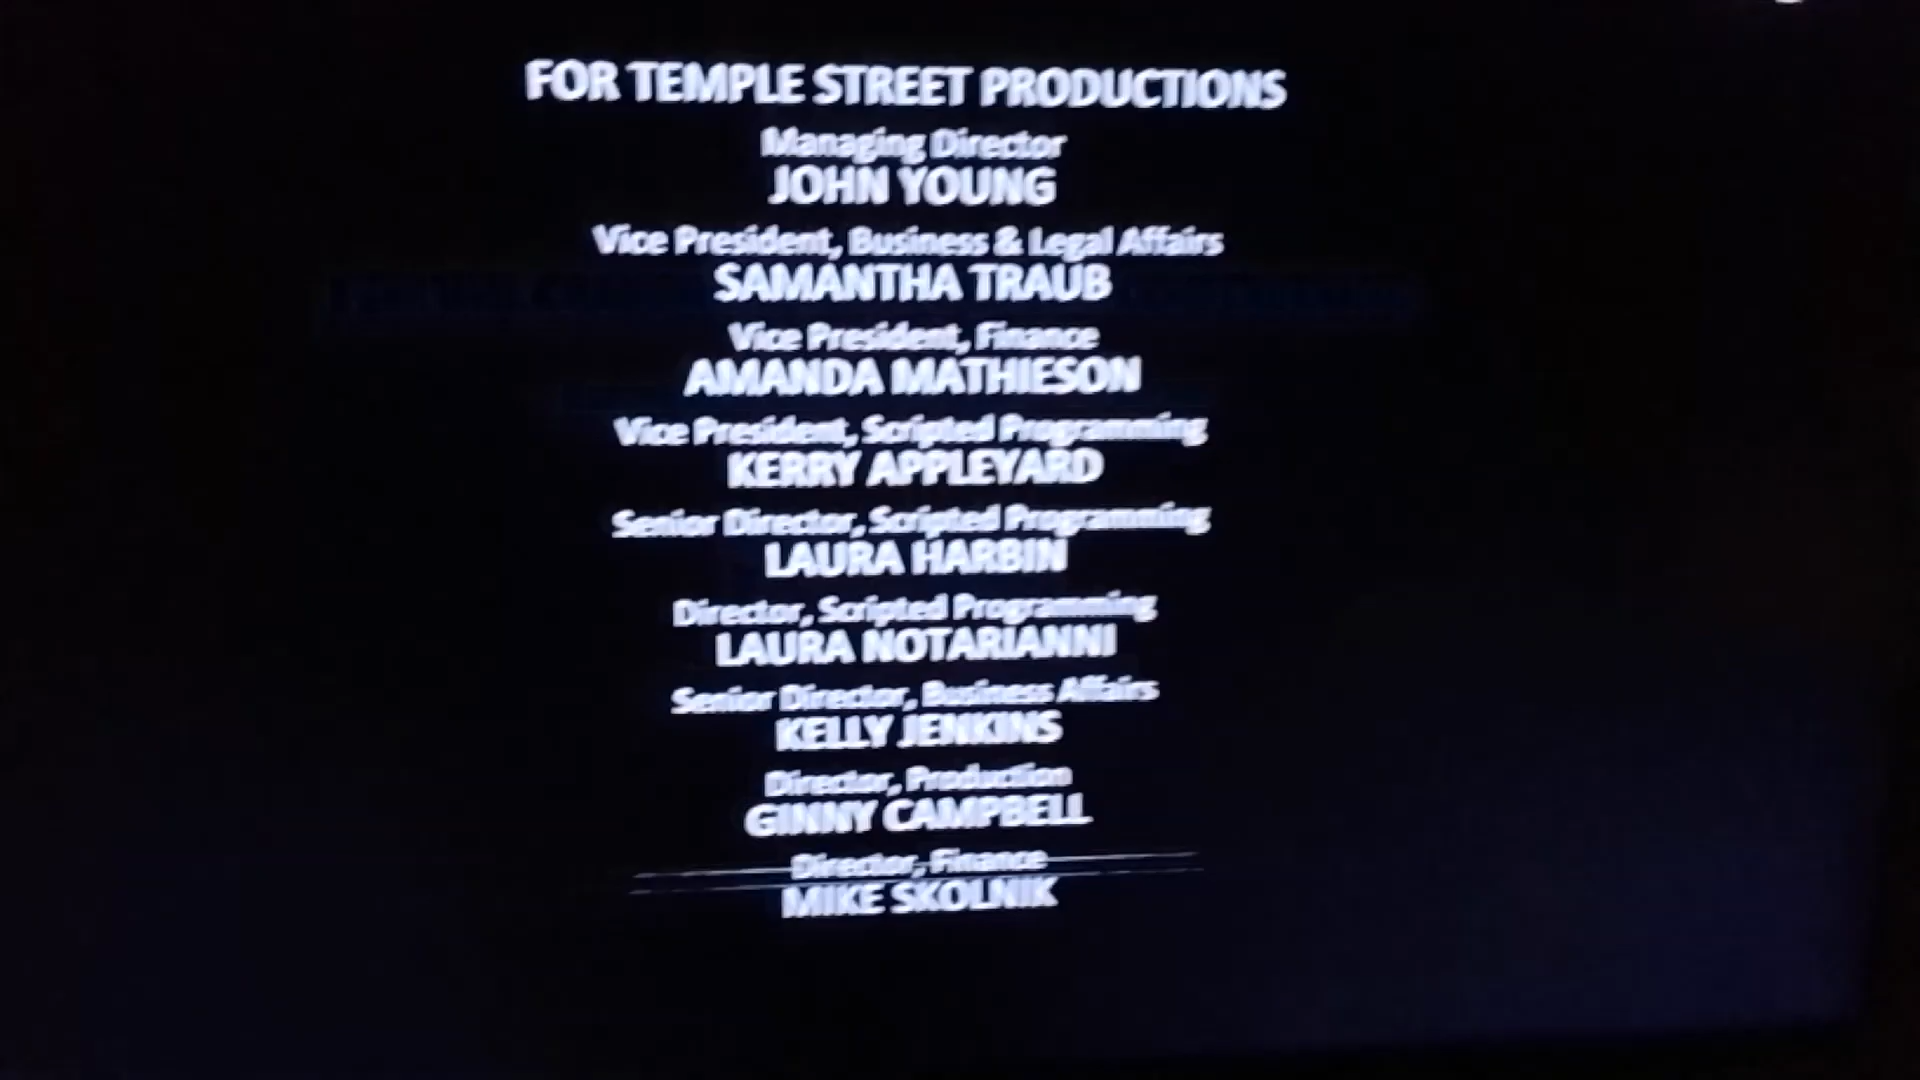 FOR TEMPLE STREET PRODUCTIONS
Managing Director
JOHN YOUNG
Vice President, Business & Legal Affairs
SAMANTHA TRAUB
Vice President, Finance
AMANDA MATHIESON
Vice President, Scripted Programming
KERRY APPLEYARD
Senior Director, Scripted Programming
LAURA HARBIN
Director, Scripted Programming
LAURA NOTARIANNI
Senior Director, Business Affairs
KELLY JENKINS
Director, Production
GINNY CAMPBELL
Director, Finance
MIKE SKOLNIK